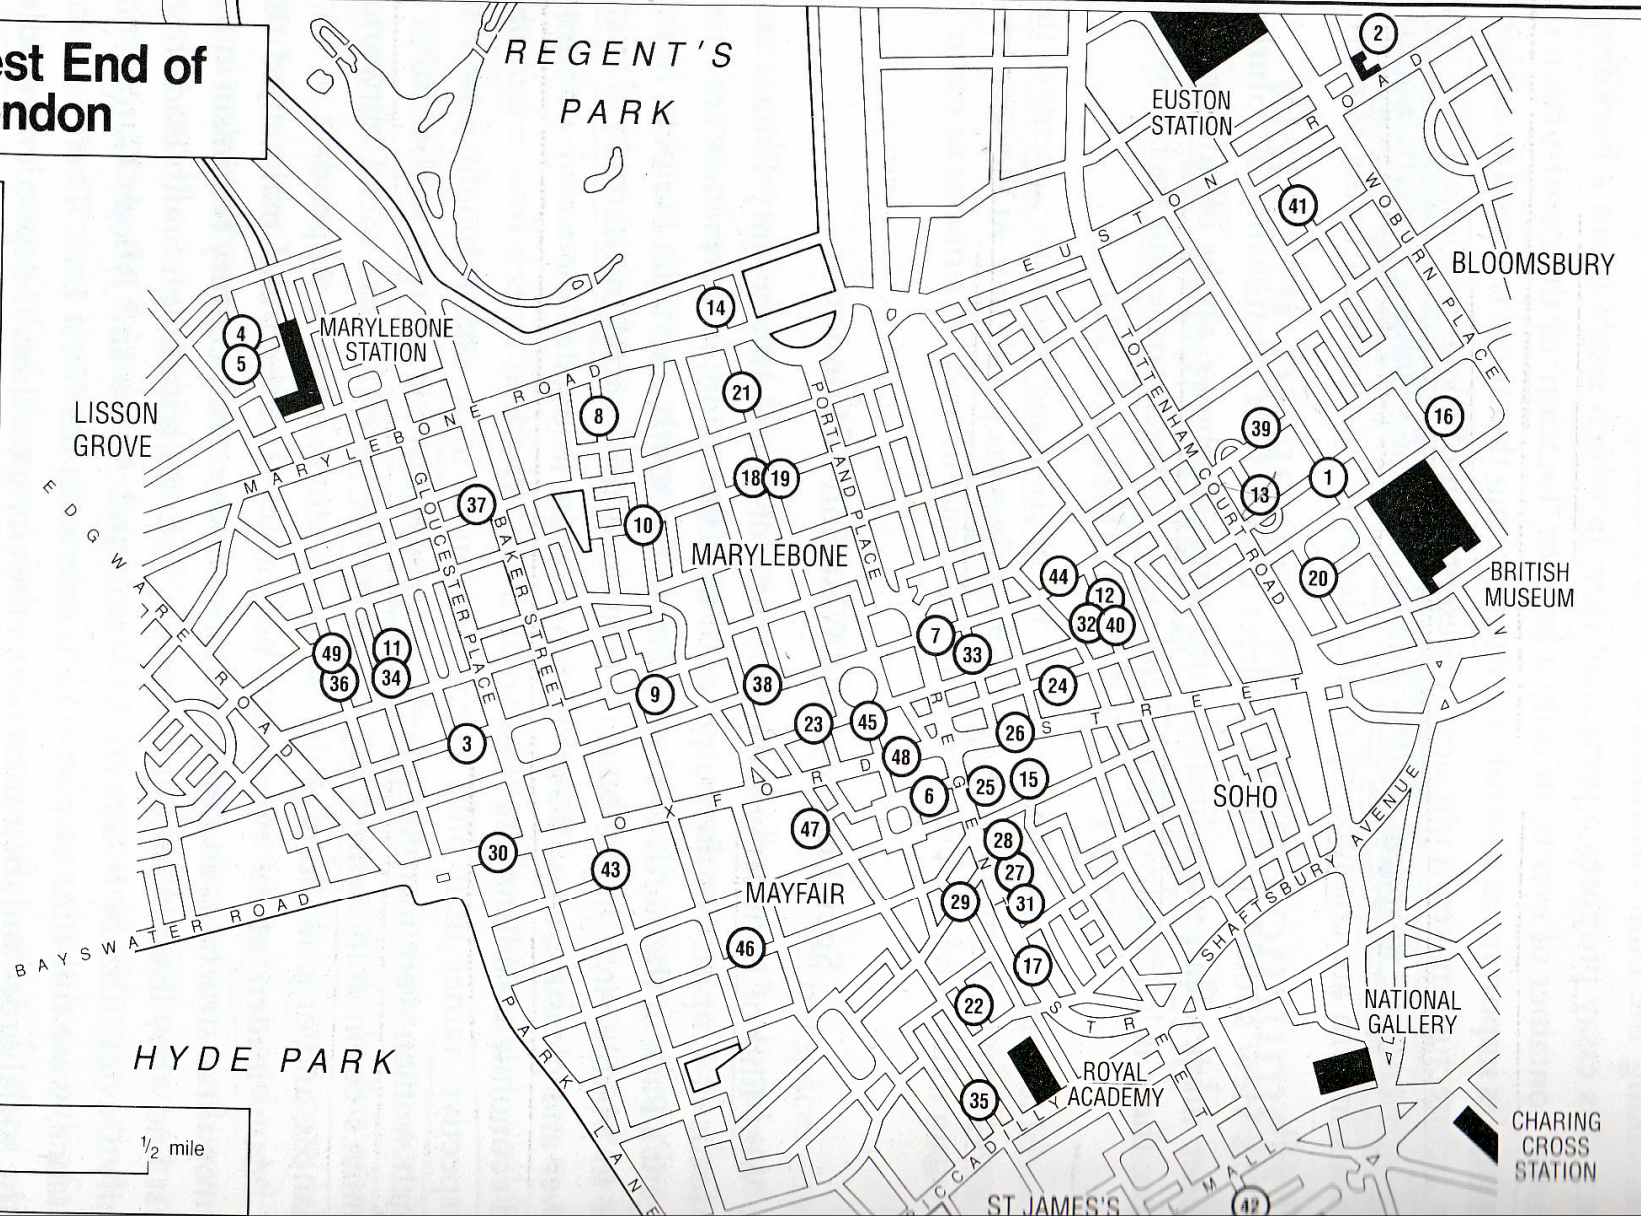 est End of
ndon
REGENT'S
PARK
EUSTON
STATION
2
EUSTON ROAD
41
WOBURN PLACE
BLOOMSBURY
14
4
5
MARYLEBONE
STATION
LISSON
GROVE
MARYLEBONE ROAD
8
21
PORTLAND PLACE
TOTTENHAM COURT ROAD
39
16
18
19
1
13
37
GLOUCESTER PLACE
BAKER STREET
10
MARYLEBONE
EDGWARE ROAD
44
12
32
40
20
BRITISH
MUSEUM
49
36
11
34
7
33
9
38
24
3
23
45
26
48
25
15
6
OXFORD STREET
REGENT STREET
SOHO
47
30
43
28
27
31
29
MAYFAIR
SHAFTSBURY AVENUE
BAYSWATER ROAD
46
17
22
PARK LANE
HYDE PARK
NATIONAL
GALLERY
ROYAL
ACADEMY
35
CCADILLY
1/2 mile
CHARING
CROSS
STATION
MALL
ST JAMES'S
42